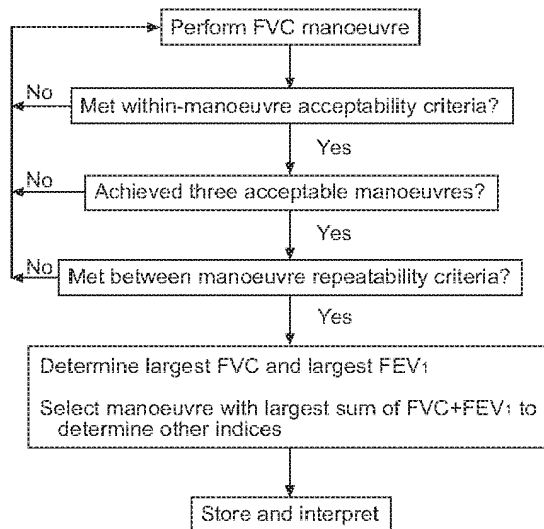 Perform FVC manoeuvre
No
Met within-manoeuvre acceptability criteria?
Yes
No
Achieved three acceptable manoeuvres?
Yes
No
Met between manoeuvre repeatability criteria?
Yes
Determine largest FVC and largest FEV1
Select manoeuvre with largest sum of FVC+FEV1 to
determine other indices
Store and interpret